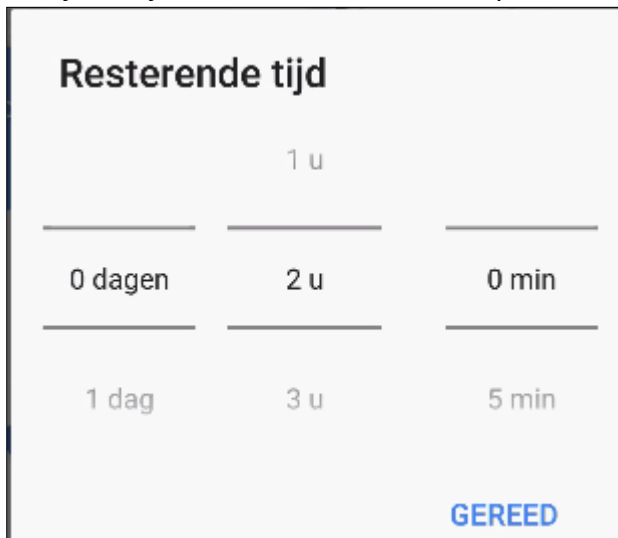 Resterende tijd
1 u
0 dagen 2 u 0 min
1 dag 3 u 5 min
GEREED